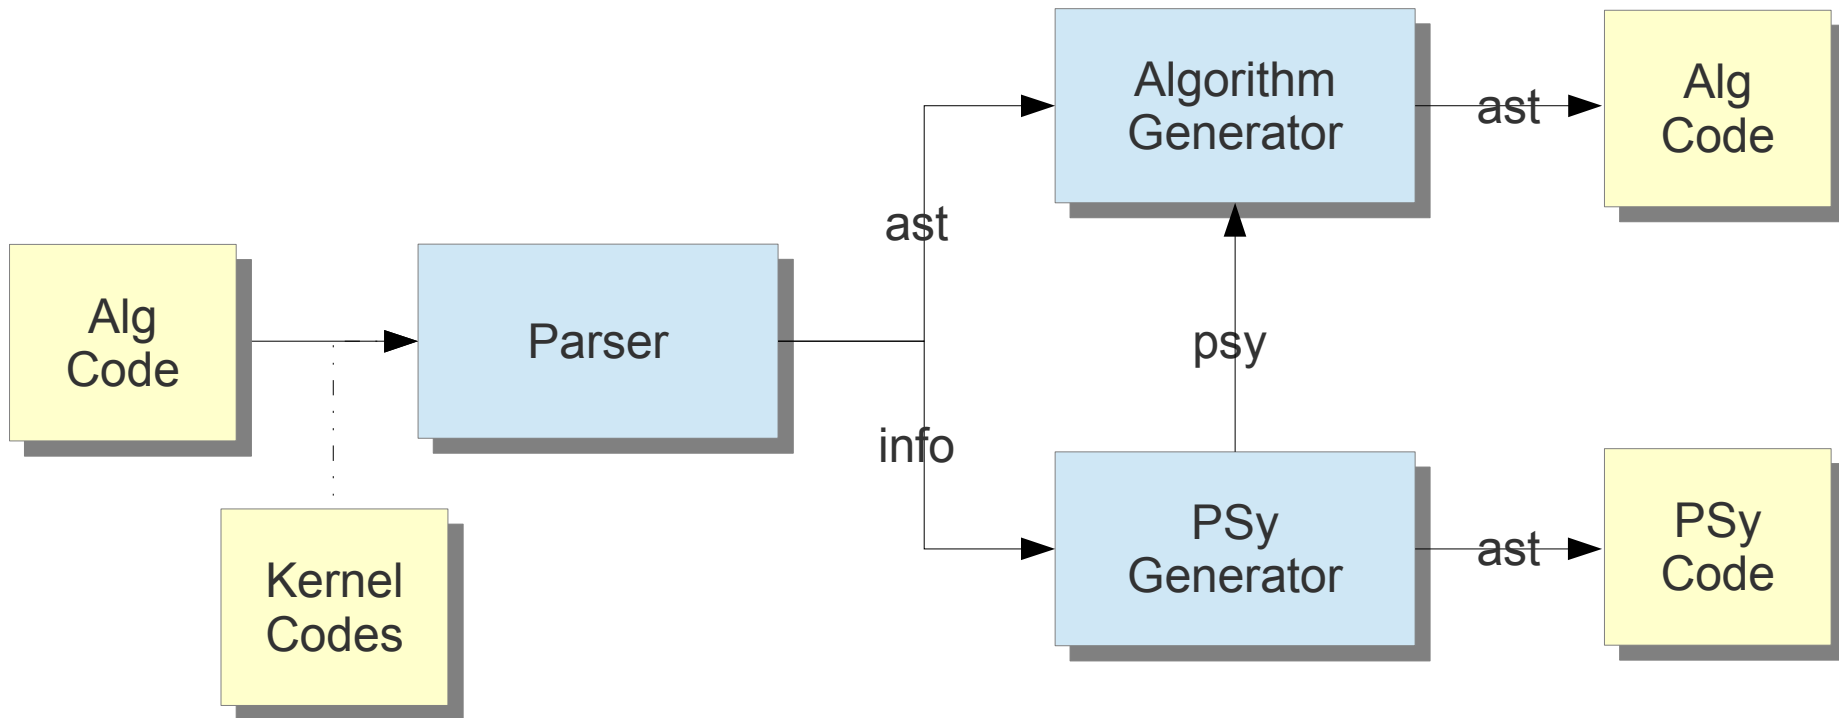 Alg
Code
Kernel
Codes
Parser
ast
info
Algorithm
Generator
psy
PSy
Generator
ast
Alg
Code
ast
PSy
Code